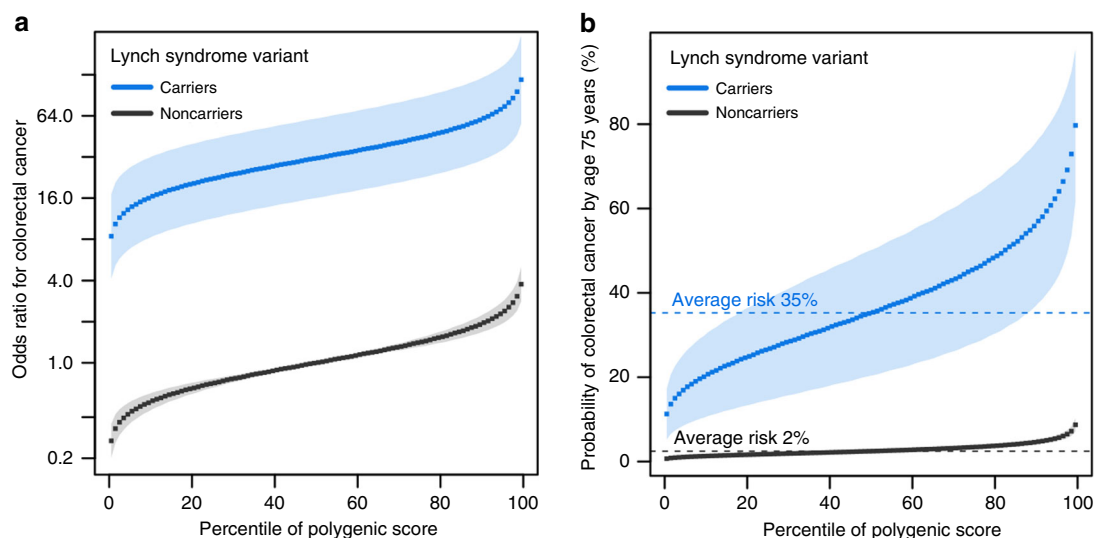 a
Lynch syndrome variant
Carriers
Noncarriers
Odds ratio for colorectal cancer
64.0
16.0
4.0
1.0
0.2
0 20 40 60 80 100
Percentile of polygenic score
b
Lynch syndrome variant
Carriers
Noncarriers
Probability of colorectal cancer by age 75 years (%)
80
60
40
20
0
Average risk 35%
Average risk 2%
0 20 40 60 80 100
Percentile of polygenic score